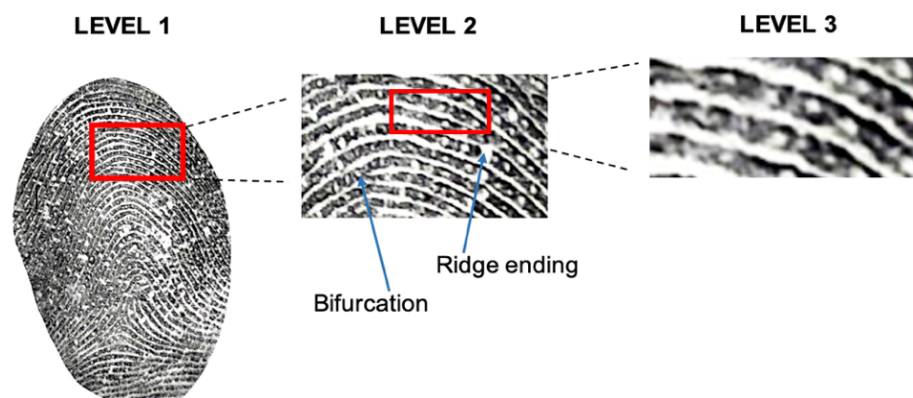 LEVEL 1
LEVEL 2
LEVEL 3
Ridge ending
Bifurcation